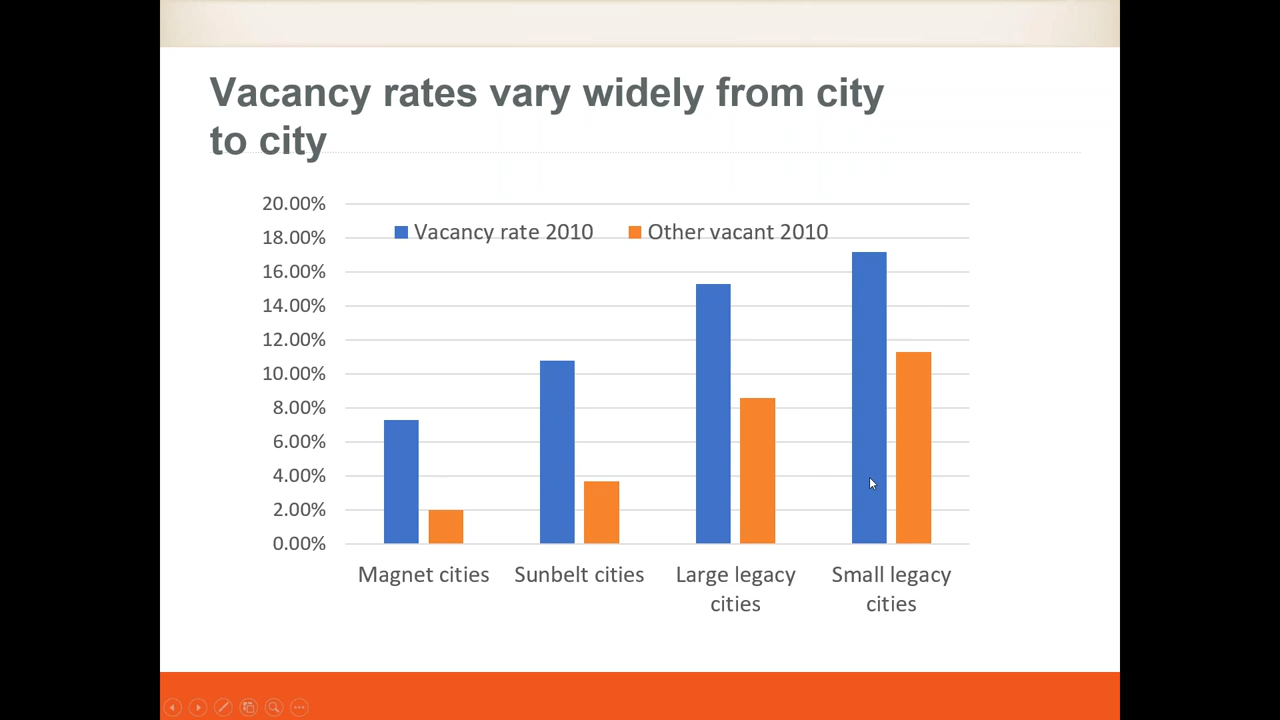 Vacancy rates vary widely from city
to city
20.00%
Vacancy rate 2010 Other vacant 2010
18.00%
16.00%
14.00%
12.00%
10.00%
8.00%
6.00%
4.00%
2.00%
0.00%
Magnet cities Sunbelt cities Large legacy Small legacy
cities cities